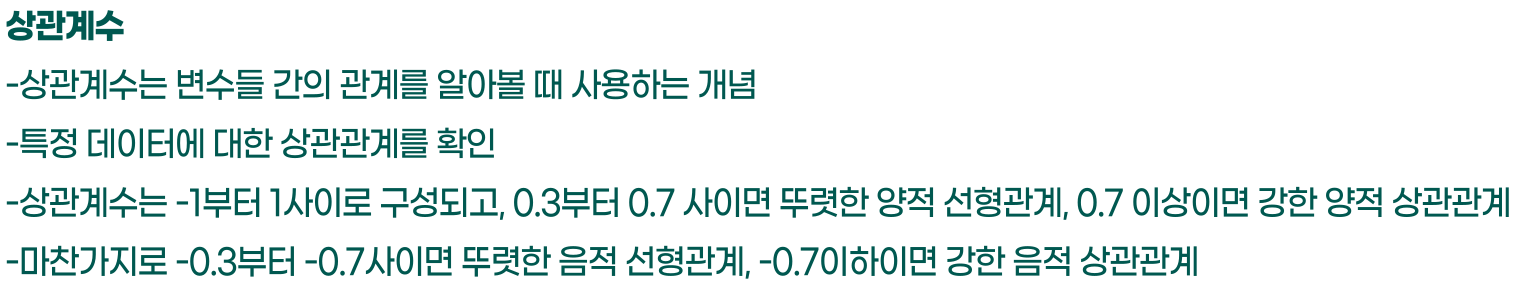 상관계수
-상관계수는 변수들 간의 관계를 알아볼 때 사용하는 개념
-특정 데이터에 대한 상관관계를 확인
-상관계수는 -1부터 1사이로 구성되고, 0.3부터 0.7 사이면 뚜렷한 양적 선형관계, 0.7 이상이면 강한 양적 상관관계
-마찬가지로 -0.3부터 -0.7사이면 뚜렷한 음적 선형관계, -0.7이하이면 강한 음적 상관관계